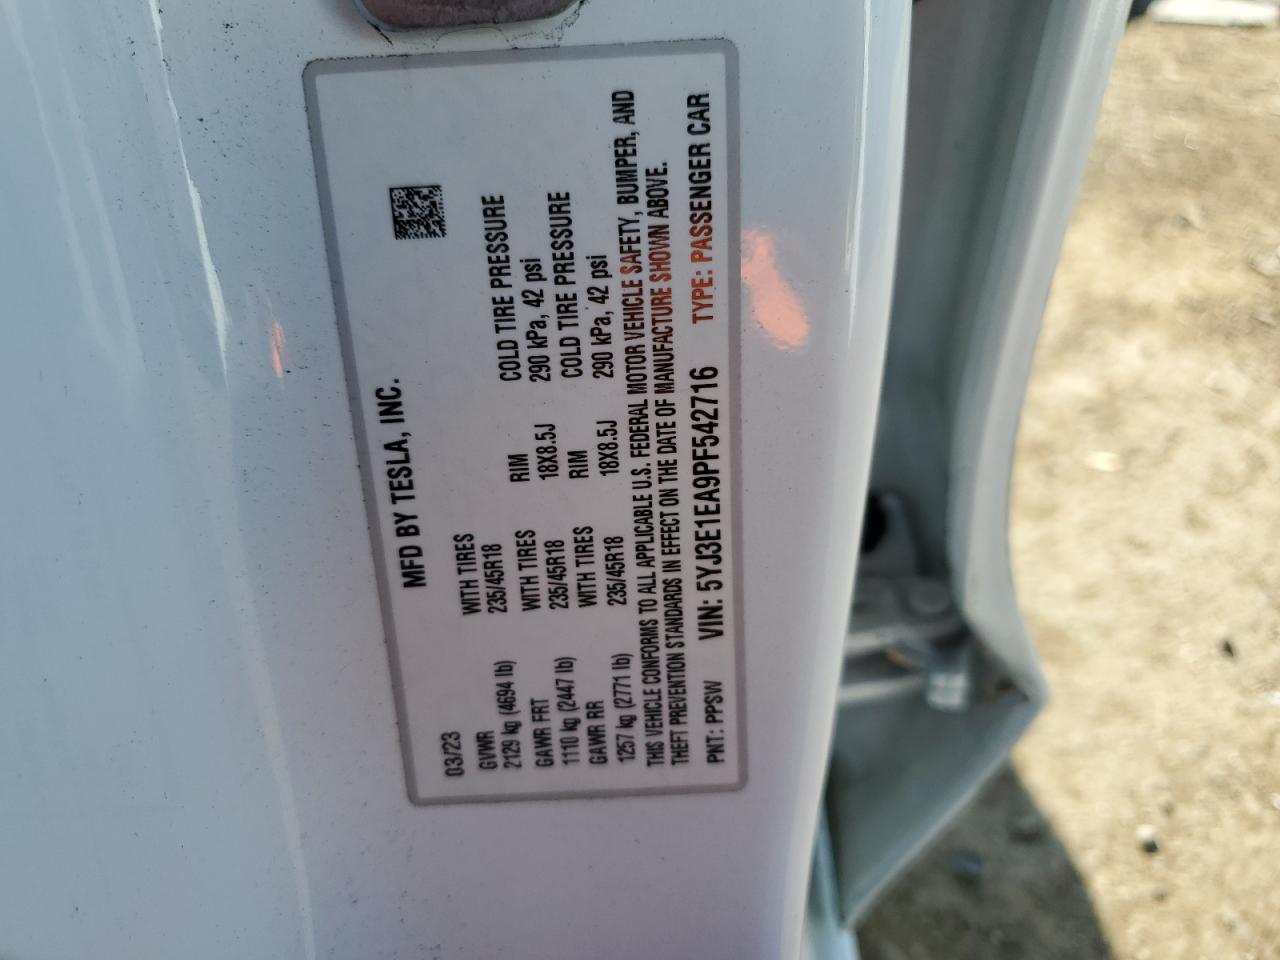 MFD BY TESLA, INC.
03/23
GVWR WITH TIRES RIM COLD TIRE PRESSURE
2129 kg (4694 lb) 235/45R18 18X8.5J 290 kPa, 42 psi
GAWR FRT WITH TIRES RIM COLD TIRE PRESSURE
1110 kg (2447 lb) 235/45R18 18X8.5J 290 kPa, 42 psi
GAWR RR WITH TIRES
1257 kg (2771 lb) 235/45R18
THIS VEHICLE CONFORMS TO ALL APPLICABLE U.S. FEDERAL MOTOR VEHICLE SAFETY, BUMPER, AND
THEFT PREVENTION STANDARDS IN EFFECT ON THE DATE OF MANUFACTURE SHOWN ABOVE.
PNT: PPSW VIN: 5YJ3E1EA9PF542716 TYPE: PASSENGER CAR